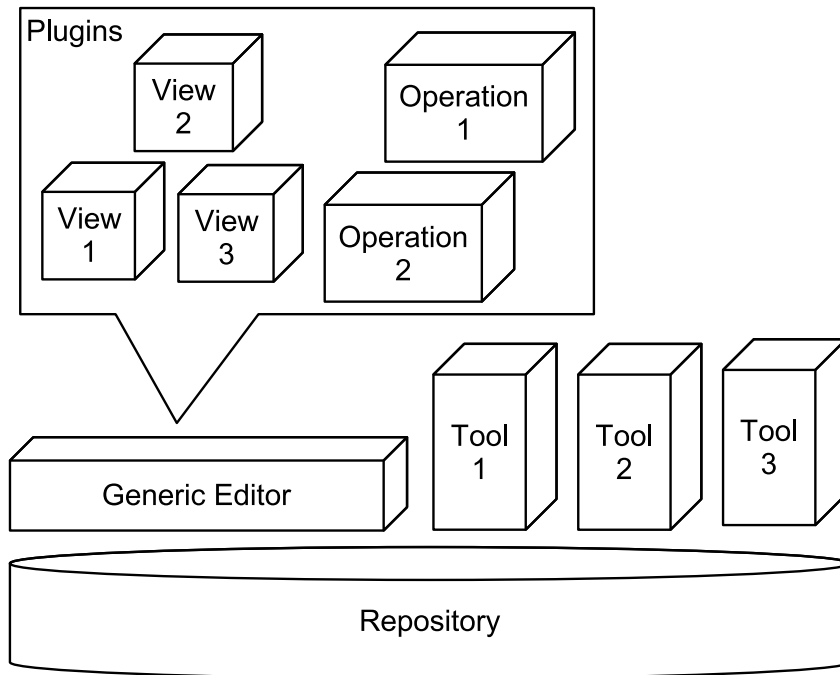 Plugins
View
2
Operation
1
View
1
View
3
Operation
2
Tool
1
Tool
2
Tool
3
Generic Editor
Repository